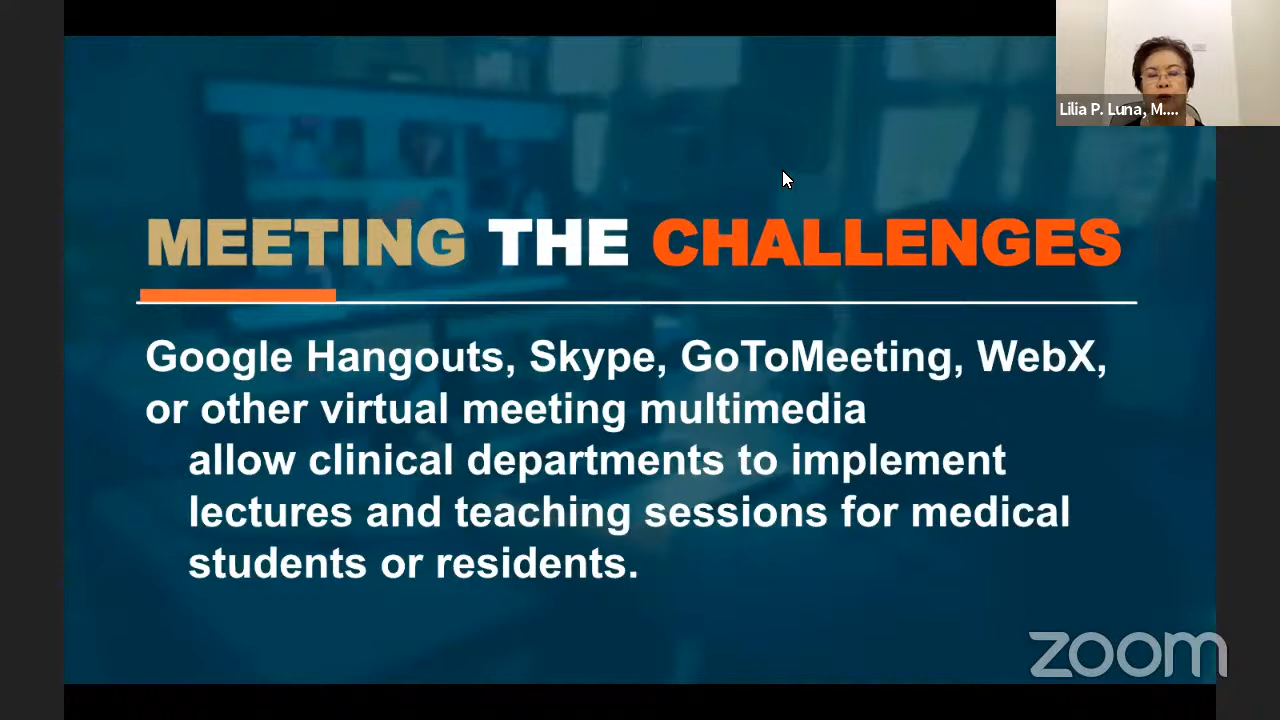 Lilia P. Luna, M....
MEETING THE CHALLENGES
Google Hangouts, Skype, GoToMeeting, WebX,
or other virtual meeting multimedia
allow clinical departments to implement
lectures and teaching sessions for medical
students or residents.
zoom